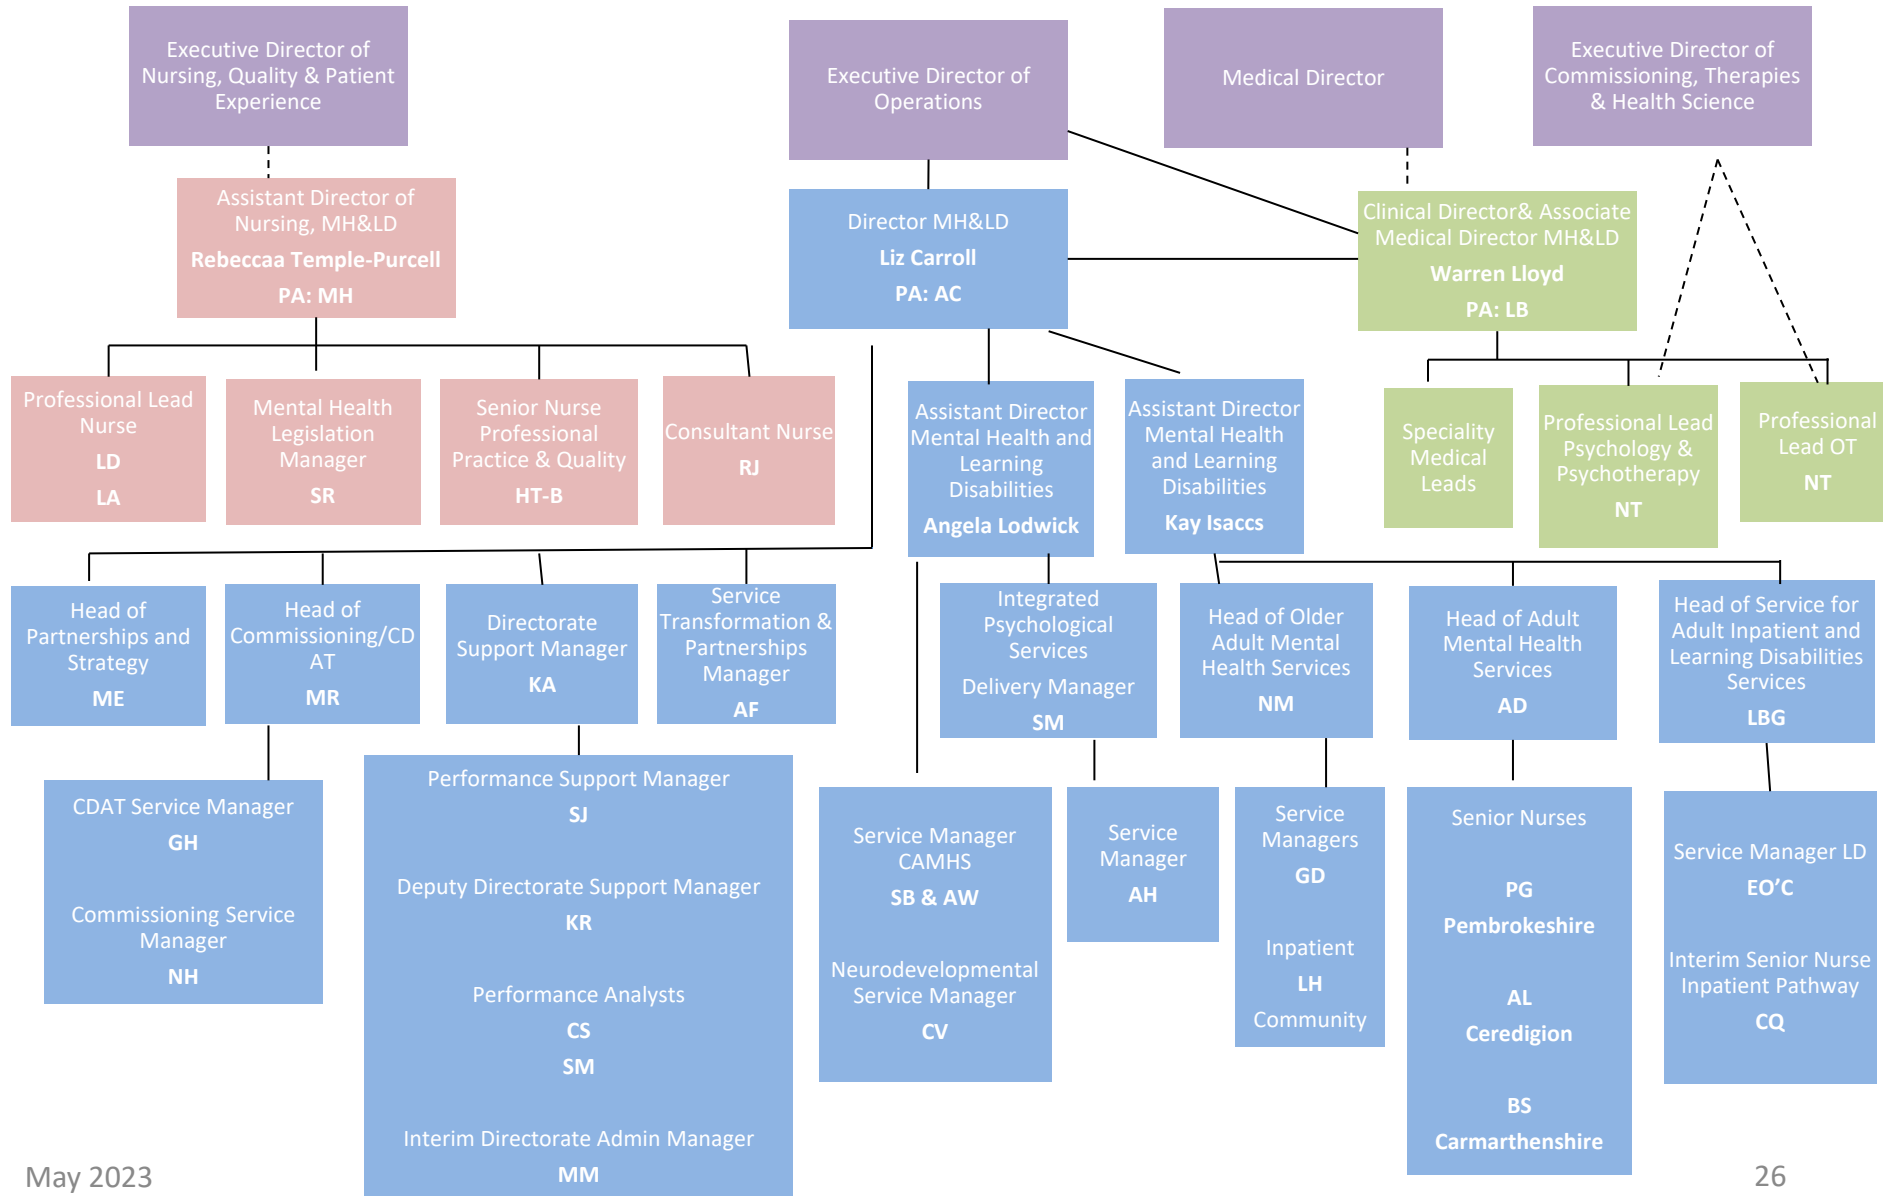 Executive Director of
Nursing, Quality & Patient
Experience
Executive Director of
Operations
Medical Director
Executive Director of
Commissioning, Therapies
& Health Science
Assistant Director of
Nursing, MH&LD
Rebeccaa Temple-Purcell
PA: MH
Director MH&LD
Liz Carroll
PA: AC
Clinical Director& Associate
Medical Director MH&LD
Warren Lloyd
PA: LB
Professional Lead
Nurse
LD
LA
Mental Health
Legislation
Manager
SR
Senior Nurse
Professional
Practice & Quality
HT-B
Consultant Nurse
RJ
Assistant Director
Mental Health and
Learning
Disabilities
Angela Lodwick
Assistant Director
Mental Health
and Learning
Disabilities
Kay Isaccs
Speciality
Medical
Leads
Professional Lead
Psychology &
Psychotherapy
NT
Professional
Lead OT
NT
Head of
Partnerships and
Strategy
ME
Head of
Commissioning/CD
AT
MR
Directorate
Support Manager
KA
Service
Transformation &
Partnerships
Manager
AF
Integrated
Psychological
Services
Delivery Manager
SM
Head of Older
Adult Mental
Health Services
NM
Head of Adult
Mental Health
Services
AD
Head of Service for
Adult Inpatient and
Learning Disabilities
Services
LBG
CDAT Service Manager
GH
Commissioning Service
Manager
NH
Performance Support Manager
SJ
Deputy Directorate Support Manager
KR
Performance Analysts
CS
SM
Interim Directorate Admin Manager
MM
Service Manager
CAMHS
SB & AW
Neurodevelopmental
Service Manager
CV
Service
Manager
AH
Service
Managers
GD
Inpatient
LH
Community
Senior Nurses
PG
Pembrokeshire
AL
Ceredigion
BS
Carmarthenshire
Service Manager LD
EO’C
Interim Senior Nurse
Inpatient Pathway
CQ
May 2023
26